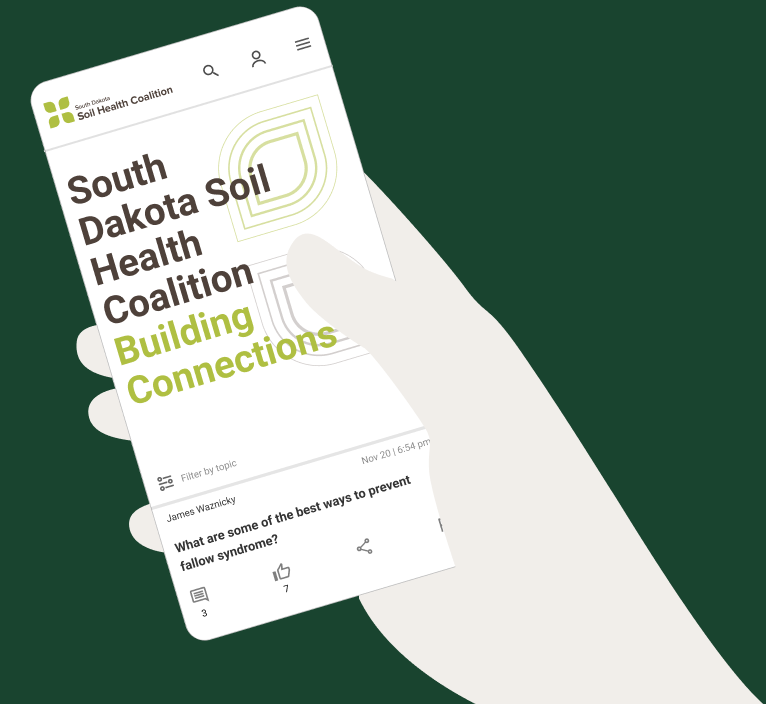 South Dakota
Soil Health Coalition
South
Dakota Soil
Health
Coalition
Building
Connections
Filter by topic
Nov 20 | 6:54 pm
James Waznicky
What are some of the best ways to prevent
fallow syndrome?
3
7